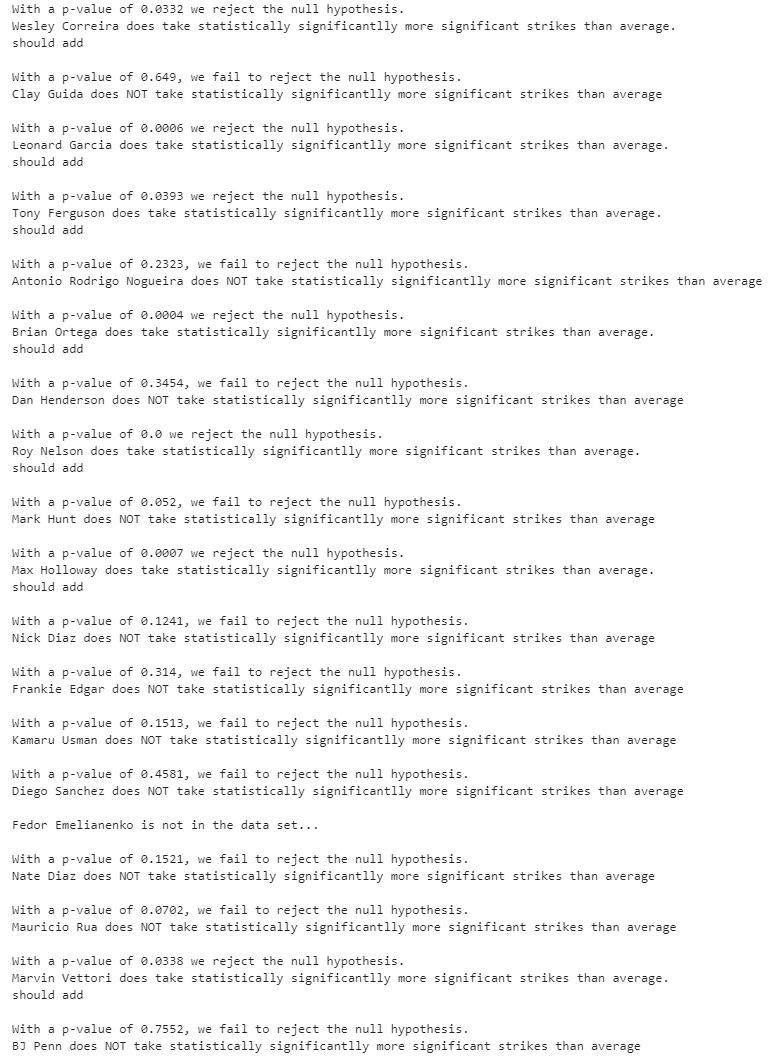 With a p-value of 0.0332 we reject the null hypothesis.
Wesley Correira does take statistically significantlly more significant strikes than average.
should add
With a p-value of 0.649, we fail to reject the null hypothesis.
Clay Guida does NOT take statistically significantlly more significant strikes than average
With a p-value of 0.0006 we reject the null hypothesis.
Leonard Garcia does take statistically significantlly more significant strikes than average.
should add
With a p-value of 0.0393 we reject the null hypothesis.
Tony Ferguson does take statistically significantlly more significant strikes than average.
should add
With a p-value of 0.2323, we fail to reject the null hypothesis.
Antonio Rodrigo Nogueira does NOT take statistically significantlly more significant strikes than average
With a p-value of 0.0004 we reject the null hypothesis.
Brian Ortega does take statistically significantlly more significant strikes than average.
should add
With a p-value of 0.3454, we fail to reject the null hypothesis.
Dan Henderson does NOT take statistically significantlly more significant strikes than average
With a p-value of 0.0 we reject the null hypothesis.
Roy Nelson does take statistically significantlly more significant strikes than average.
should add
With a p-value of 0.052, we fail to reject the null hypothesis.
Mark Hunt does NOT take statistically significantlly more significant strikes than average
With a p-value of 0.0007 we reject the null hypothesis.
Max Holloway does take statistically significantlly more significant strikes than average.
should add
With a p-value of 0.1241, we fail to reject the null hypothesis.
Nick Diaz does NOT take statistically significantlly more significant strikes than average
With a p-value of 0.314, we fail to reject the null hypothesis.
Frankie Edgar does NOT take statistically significantlly more significant strikes than average
With a p-value of 0.1513, we fail to reject the null hypothesis.
Kamaru Usman does NOT take statistically significantlly more significant strikes than average
With a p-value of 0.4581, we fail to reject the null hypothesis.
Diego Sanchez does NOT take statistically significantlly more significant strikes than average
Fedor Emelianenko is not in the data set...
With a p-value of 0.1521, we fail to reject the null hypothesis.
Nate Diaz does NOT take statistically significantlly more significant strikes than average
With a p-value of 0.0702, we fail to reject the null hypothesis.
Mauricio Rua does NOT take statistically significantlly more significant strikes than average
With a p-value of 0.0338 we reject the null hypothesis.
Marvin Vettori does take statistically significantlly more significant strikes than average.
should add
With a p-value of 0.7552, we fail to reject the null hypothesis.
BJ Penn does NOT take statistically significantlly more significant strikes than average